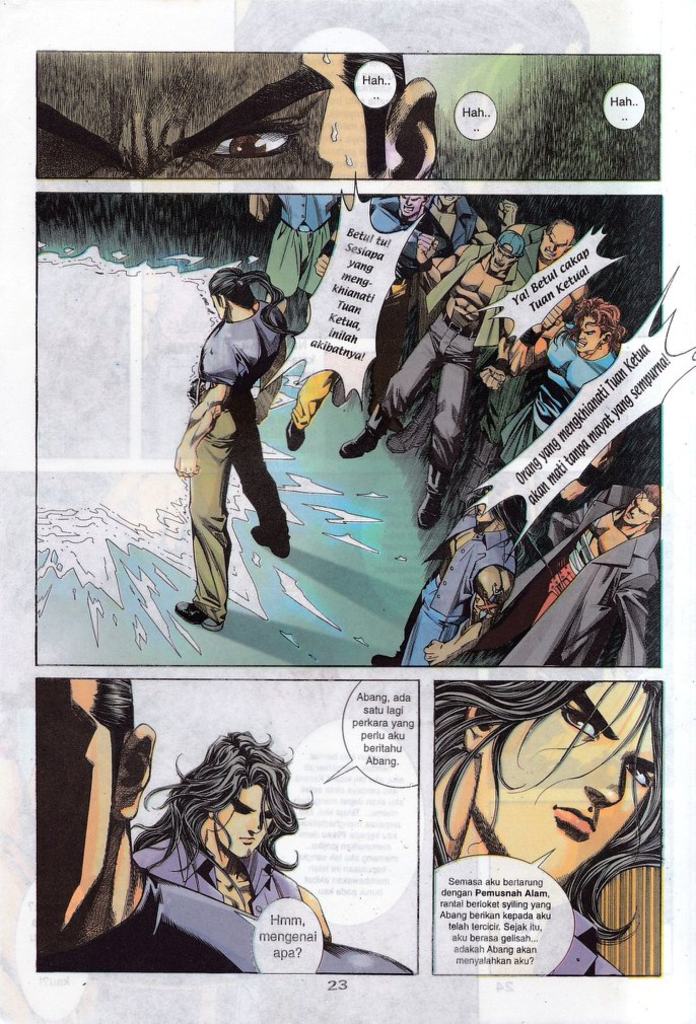 Hah..
..
Hah..
..
Hah..
..
Betul tu!
Sesiapa
yang
meng-
khianati
Tuan
Ketua,
inilah
akibatnya!
Ya! Betul cakap
Tuan Ketua!
Orang yang mengkhianati Tuan Ketua
akan mati tanpa mayat yang sempurna!
Abang, ada
satu lagi
perkara yang
perlu aku
beritahu
Abang.
Hmm,
mengenai
apa?
Semasa aku bertarung
dengan Pemusnah Alam,
rantai berloket syiling yang
Abang berikan kepada aku
telah tercicir. Sejak itu,
aku berasa gelisah...
adakah Abang akan
menyalahkan aku?
23